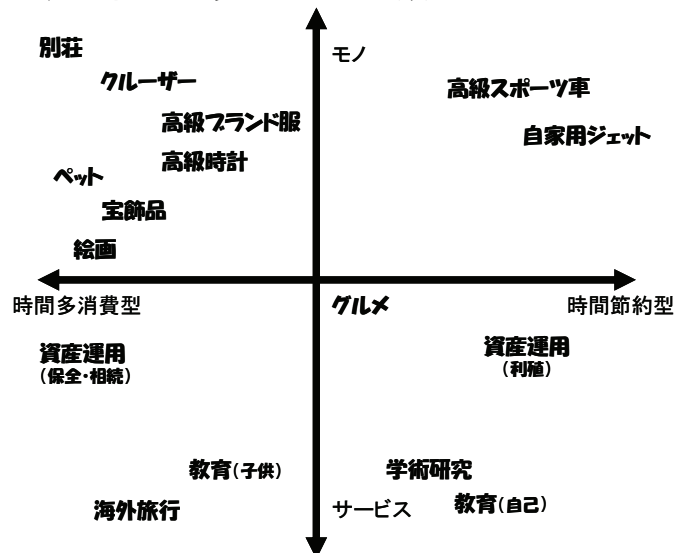 別荘
モノ
クルーザー
高級スポーツ車
高級ブランド服
自家用ジェット
高級時計
ペット
宝飾品
絵画
時間多消費型
グルメ
時間節約型
資産運用
(保全・相続)
資産運用
(利殖)
教育(子供)
学術研究
海外旅行
サービス
教育(自己)